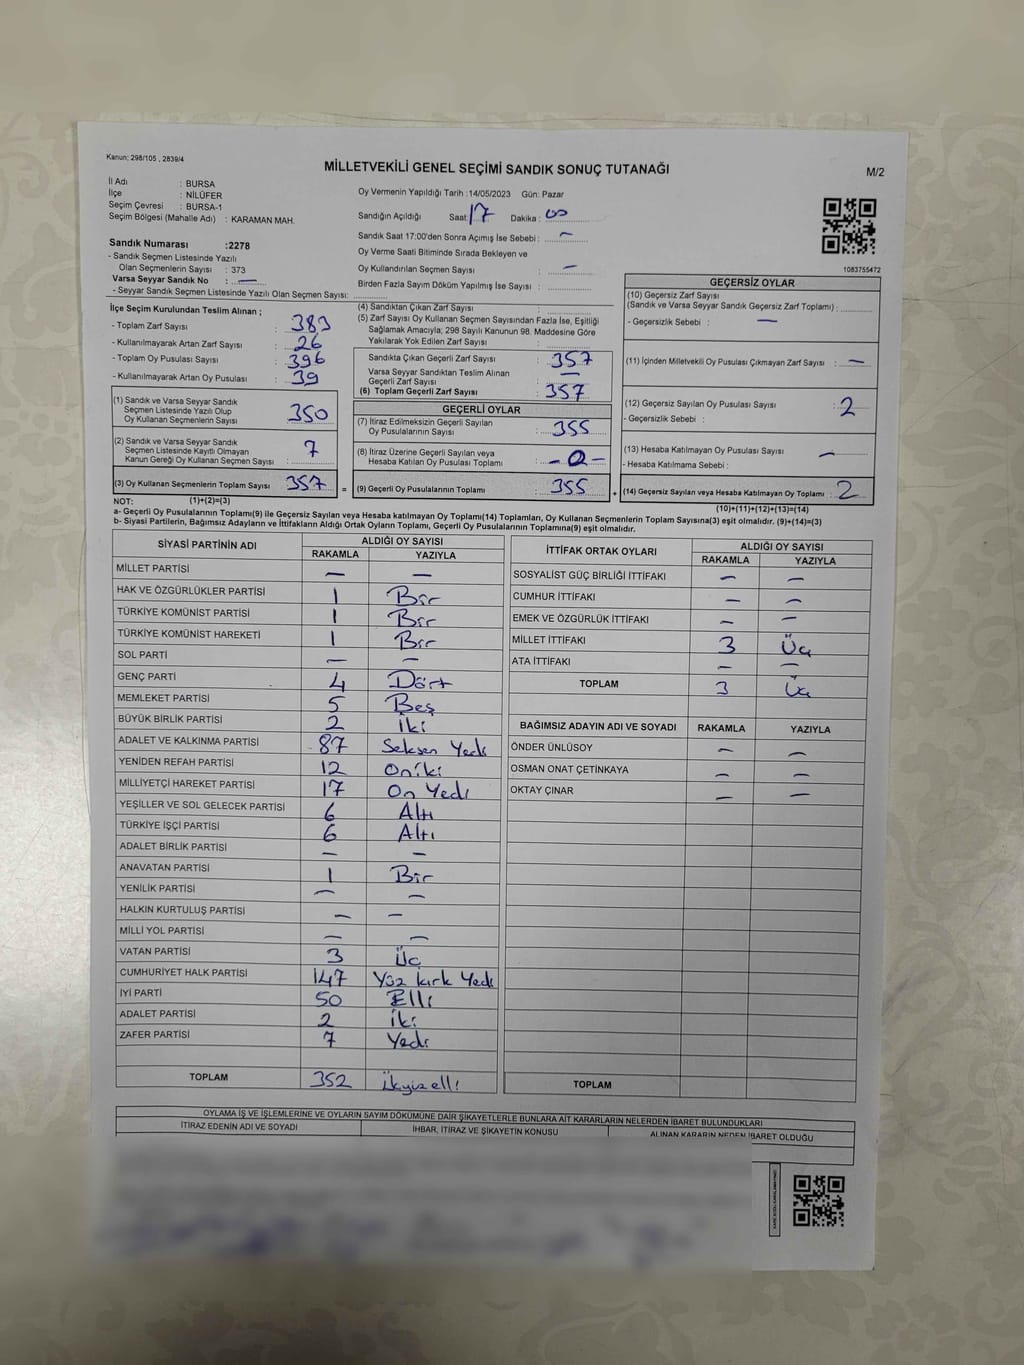 Kanun; 298/105 , 2839/4
MİLLETVEKİLİ GENEL SEÇİMİ SANDIK SONUÇ TUTANAĞI
M/2
İl Adı : BURSA
İlçe : NİLÜFER
Seçim Çevresi : BURSA-1
Seçim Bölgesi (Mahalle Adı) : KARAMAN MAH.
Oy Vermenin Yapıldığı Tarih :14/05/2023 Gün: Pazar
Sandığın Açıldığı Saat: 17 Dakika : 00
Sandık Saat 17:00'den Sonra Açımış İse Sebebi : —
Oy Verme Saati Bitiminde Sırada Bekleyen ve
Oy Kullandırılan Seçmen Sayısı : —
Birden Fazla Sayım Döküm Yapılmış İse Sayısı :
1083755472
Sandık Numarası :2278
- Sandık Seçmen Listesinde Yazılı
Olan Seçmenlerin Sayısı : 373
Varsa Seyyar Sandık No : —
- Seyyar Sandık Seçmen Listesinde Yazılı Olan Seçmen Sayısı:
İlçe Seçim Kurulundan Teslim Alınan ;
- Toplam Zarf Sayısı : 383
- Kullanılmayarak Artan Zarf Sayısı : 26
- Toplam Oy Pusulası Sayısı : 396
- Kullanılmayarak Artan Oy Pusulası : 39
(1) Sandık ve Varsa Seyyar Sandık
Seçmen Listesinde Yazılı Olup
Oy Kullanan Seçmenlerin Sayısı : 350
(2) Sandık ve Varsa Seyyar Sandık
Seçmen Listesinde Kayıtlı Olmayan
Kanun Gereği Oy Kullanan Seçmen Sayısı : 7
(3) Oy Kullanan Seçmenlerin Toplam Sayısı : 357
(4) Sandıktan Çıkan Zarf Sayısı :
(5) Zarf Sayısı Oy Kullanan Seçmen Sayısından Fazla İse, Eşitliği
Sağlamak Amacıyla; 298 Sayılı Kanunun 98. Maddesine Göre
Yakılarak Yok Edilen Zarf Sayısı :
Sandıkta Çıkan Geçerli Zarf Sayısı : 357
Varsa Seyyar Sandıktan Teslim Alınan
Geçerli Zarf Sayısı : —
(6) Toplam Geçerli Zarf Sayısı : 357
GEÇERLİ OYLAR
(7) İtiraz Edilmeksizin Geçerli Sayılan
Oy Pusulalarının Sayısı : 355
(8) İtiraz Üzerine Geçerli Sayılan veya
Hesaba Katılan Oy Pusulası Toplamı : -0-
= (9) Geçerli Oy Pusulalarının Toplamı : 355
GEÇERSİZ OYLAR
(10) Geçersiz Zarf Sayısı
(Sandık ve Varsa Seyyar Sandık Geçersiz Zarf Toplamı) :
- Geçersizlik Sebebi : —
(11) İçinden Milletvekili Oy Pusulası Çıkmayan Zarf Sayısı : —
(12) Geçersiz Sayılan Oy Pusulası Sayısı : 2
- Geçersizlik Sebebi :
(13) Hesaba Katılmayan Oy Pusulası Sayısı : —
- Hesaba Katılmama Sebebi :
+ (14) Geçersiz Sayılan veya Hesaba Katılmayan Oy Toplamı : 2
NOT: (1)+(2)=(3)
(10)+(11)+(12)+(13)=(14)
a- Geçerli Oy Pusulalarının Toplamı(9) ile Geçersiz Sayılan veya Hesaba katılmayan Oy Toplamı(14) Toplamları, Oy Kullanan Seçmenlerin Toplam Sayısına(3) eşit olmalıdır. (9)+(14)=(3)
b- Siyasi Partilerin, Bağımsız Adayların ve İttifakların Aldığı Ortak Oyların Toplamı, Geçerli Oy Pusulalarının Toplamına(9) eşit olmalıdır.
SİYASİ PARTİNİN ADI ALDIĞI OY SAYISI
RAKAMLA YAZIYLA
MİLLET PARTİSİ — —
HAK VE ÖZGÜRLÜKLER PARTİSİ 1 Bir
TÜRKİYE KOMÜNİST PARTİSİ 1 Bir
TÜRKİYE KOMÜNİST HAREKETİ 1 Bir
SOL PARTİ — —
GENÇ PARTİ 4 Dört
MEMLEKET PARTİSİ 5 Beş
BÜYÜK BİRLİK PARTİSİ 2 İki
ADALET VE KALKINMA PARTİSİ 87 Seksen Yedi
YENİDEN REFAH PARTİSİ 12 Oniki
MİLLİYETÇİ HAREKET PARTİSİ 17 On Yedi
YEŞİLLER VE SOL GELECEK PARTİSİ 6 Altı
TÜRKİYE İŞÇİ PARTİSİ 6 Altı
ADALET BİRLİK PARTİSİ — —
ANAVATAN PARTİSİ 1 Bir
YENİLİK PARTİSİ — —
HALKIN KURTULUŞ PARTİSİ — —
MİLLİ YOL PARTİSİ — —
VATAN PARTİSİ 3 Üç
CUMHURİYET HALK PARTİSİ 147 Yüz kırk Yedi
İYİ PARTİ 50 Elli
ADALET PARTİSİ 2 İki
ZAFER PARTİSİ 7 Yedi
TOPLAM 352
İTTİFAK ORTAK OYLARI ALDIĞI OY SAYISI
RAKAMLA YAZIYLA
SOSYALİST GÜÇ BİRLİĞİ İTTİFAKI — —
CUMHUR İTTİFAKI — —
EMEK VE ÖZGÜRLÜK İTTİFAKI — —
MİLLET İTTİFAKI 3 Üç
ATA İTTİFAKI — —
TOPLAM 3 Üç
BAĞIMSIZ ADAYIN ADI VE SOYADI RAKAMLA YAZIYLA
ÖNDER ÜNLÜSOY — —
OSMAN ONAT ÇETİNKAYA — —
OKTAY ÇINAR — —
TOPLAM
OYLAMA İŞ VE İŞLEMLERİNE VE OYLARIN SAYIM DÖKÜMÜNE DAİR ŞİKAYETLERLE BUNLARA AİT KARARLARIN NELERDEN İBARET BULUNDUKLARI
İTİRAZ EDENİN ADI VE SOYADI İHBAR, İTİRAZ VE ŞİKAYETİN KONUSU ALINAN KARARIN NEDEN İBARET OLDUĞU